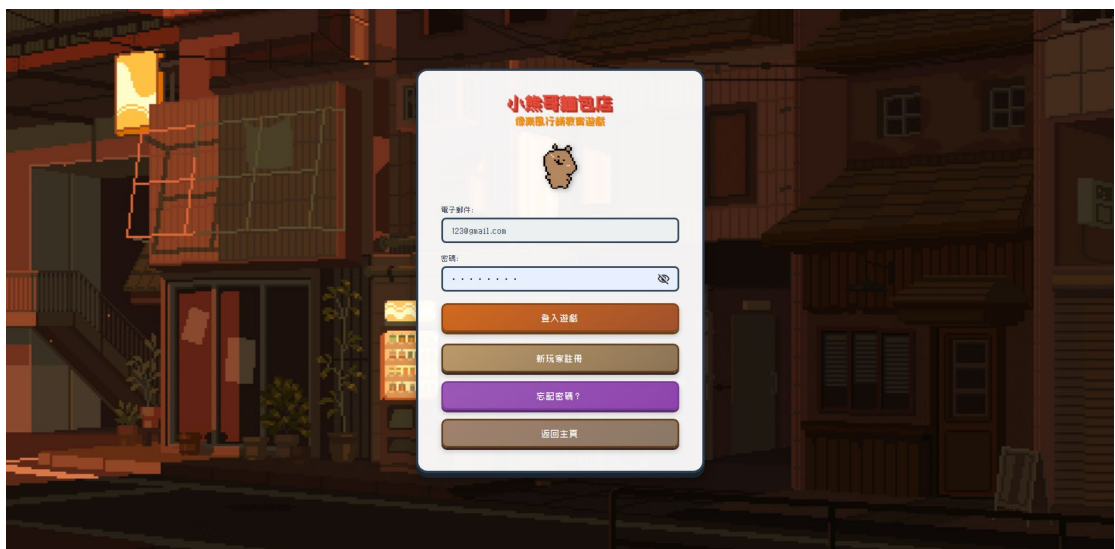 小熊哥麵包店
像素風行銷教育遊戲
電子郵件:
123@gmail.com
密碼:
登入遊戲
新玩家註冊
忘記密碼？
返回主頁